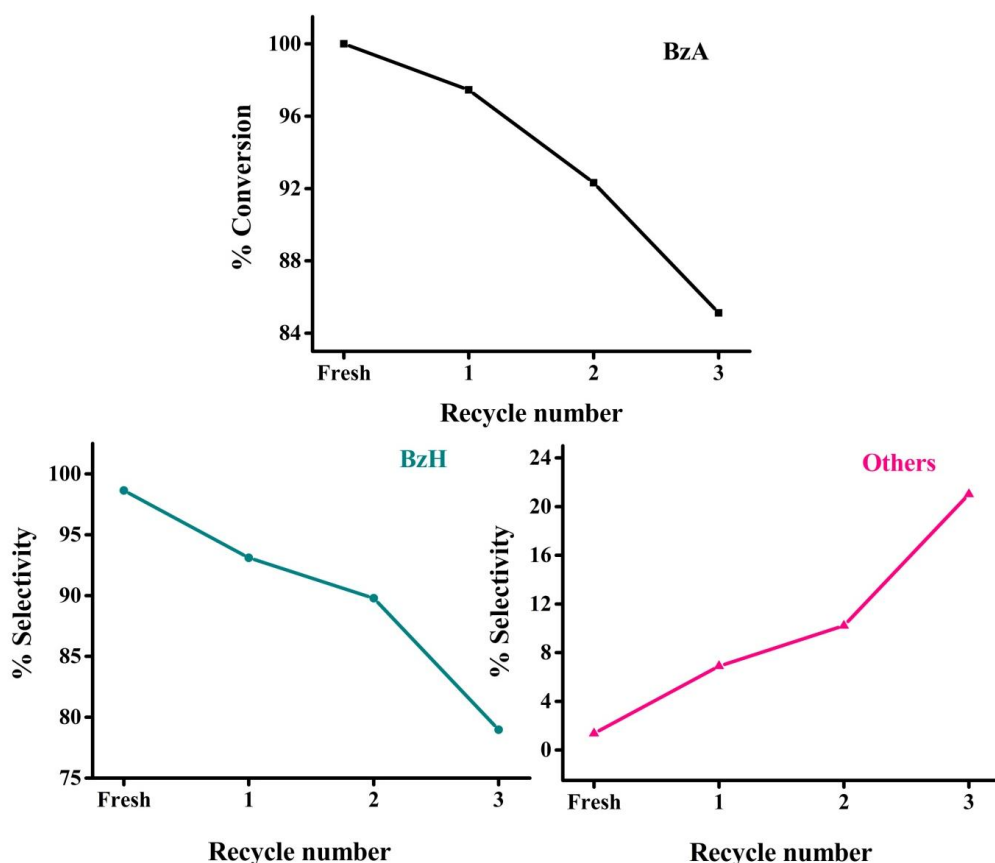 BzA
% Conversion
100
96
92
88
84
Fresh 1 2 3
Recycle number
BzH
% Selectivity
100
95
90
85
80
75
Fresh 1 2 3
Recycle number
Others
% Selectivity
24
20
16
12
8
4
0
Fresh 1 2 3
Recycle number